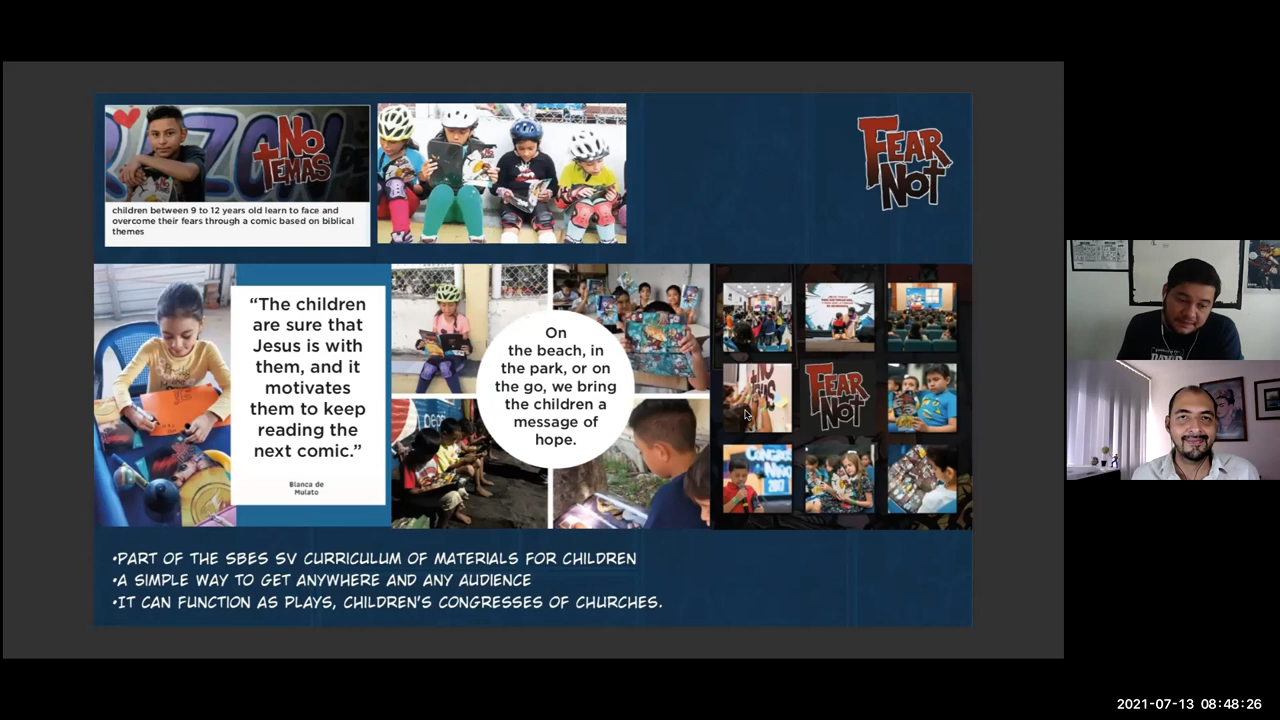 No
TEMAS
children between 9 to 12 years old learn to face and
overcome their fears through a comic based on biblical
themes
FEAR
NoT
“The children
are sure that
Jesus is with
them, and it
motivates
them to keep
reading the
next comic.”
Blanca de
Mulato
On
the beach, in
the park, or on
the go, we bring
the children a
message of
hope.
FEAR
NoT
•PART OF THE SBES SV CURRICULUM OF MATERIALS FOR CHILDREN
•A SIMPLE WAY TO GET ANYWHERE AND ANY AUDIENCE
•IT CAN FUNCTION AS PLAYS, CHILDREN'S CONGRESSES OF CHURCHES.
2021-07-13 08:48:26